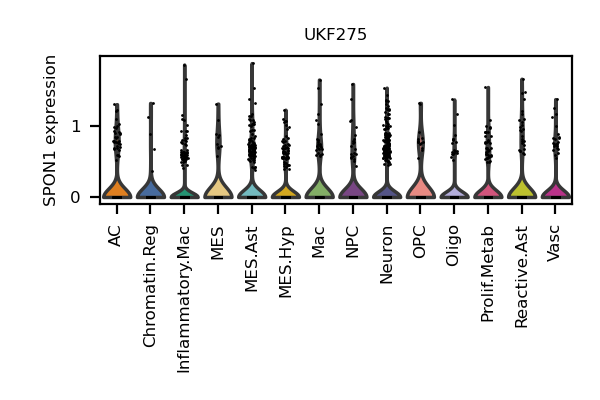 UKF275
SPON1 expression
1
0
AC
Chromatin.Reg
Inflammatory.Mac
MES
MES.Ast
MES.Hyp
Mac
NPC
Neuron
OPC
Oligo
Prolif.Metab
Reactive.Ast
Vasc